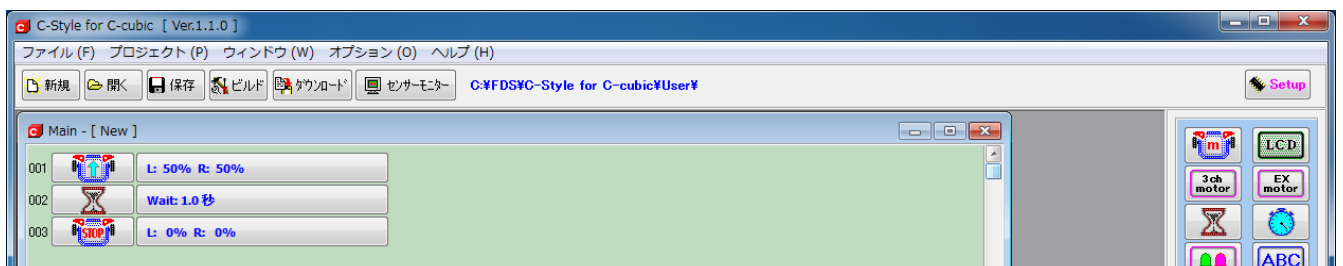 C-Style for C-cubic [ Ver.1.1.0 ]
ファイル (F) プロジェクト (P) ウィンドウ (W) オプション (O) ヘルプ (H)
新規 開く 保存 ビルド ダウンロード センサーモニター C:¥FDS¥C-Style for C-cubic¥User¥ Setup
Main - [ New ]
m LCD
001 L: 50% R: 50%
3ch motor EX motor
002 Wait: 1.0 秒
003 STOP L: 0% R: 0%
ABC